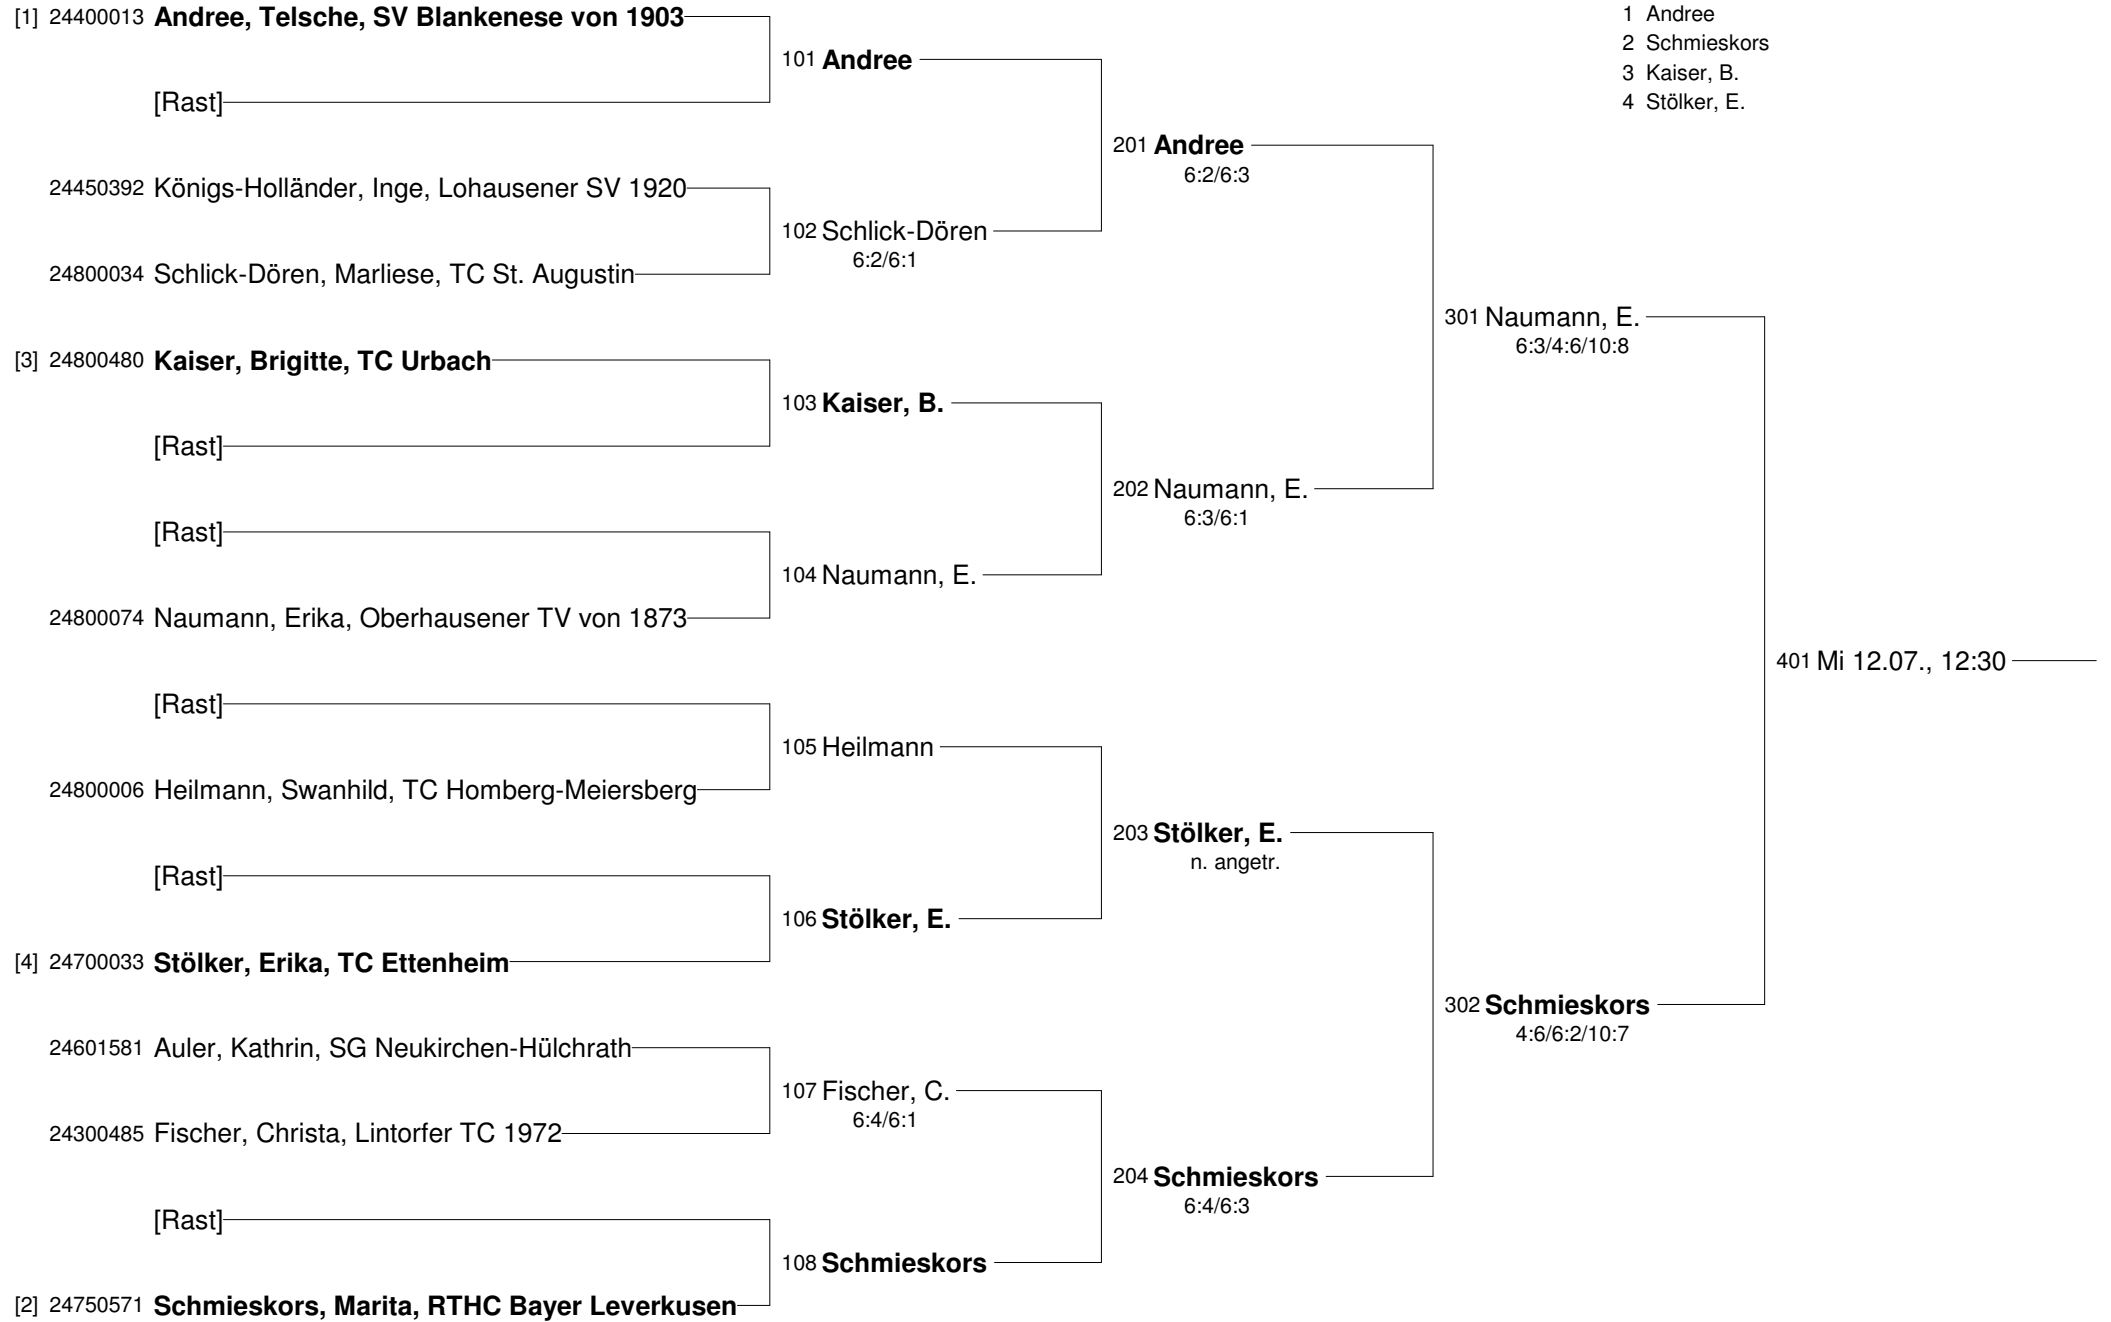 [1] 24400013 Andree, Telsche, SV Blankenese von 1903
[Rast]
24450392 Königs-Holländer, Inge, Lohausener SV 1920
24800034 Schlick-Dören, Marliese, TC St. Augustin
[3] 24800480 Kaiser, Brigitte, TC Urbach
[Rast]
[Rast]
24800074 Naumann, Erika, Oberhausener TV von 1873
[Rast]
24800006 Heilmann, Swanhild, TC Homberg-Meiersberg
[Rast]
[4] 24700033 Stölker, Erika, TC Ettenheim
24601581 Auler, Kathrin, SG Neukirchen-Hülchrath
24300485 Fischer, Christa, Lintorfer TC 1972
[Rast]
[2] 24750571 Schmieskors, Marita, RTHC Bayer Leverkusen
101 Andree
102 Schlick-Dören
6:2/6:1
103 Kaiser, B.
104 Naumann, E.
105 Heilmann
106 Stölker, E.
107 Fischer, C.
6:4/6:1
108 Schmieskors
201 Andree
6:2/6:3
202 Naumann, E.
6:3/6:1
203 Stölker, E.
n. angetr.
204 Schmieskors
6:4/6:3
301 Naumann, E.
6:3/4:6/10:8
302 Schmieskors
4:6/6:2/10:7
401 Mi 12.07., 12:30
1 Andree
2 Schmieskors
3 Kaiser, B.
4 Stölker, E.